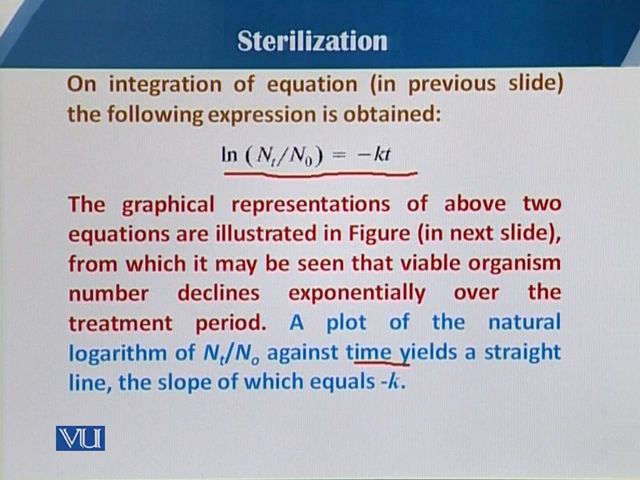 Sterilization
On integration of equation (in previous slide)
the following expression is obtained:
ln (Nt/N0) = -kt
The graphical representations of above two
equations are illustrated in Figure (in next slide),
from which it may be seen that viable organism
number declines exponentially over the
treatment period. A plot of the natural
logarithm of Nt/No against time yields a straight
line, the slope of which equals -k.
VU